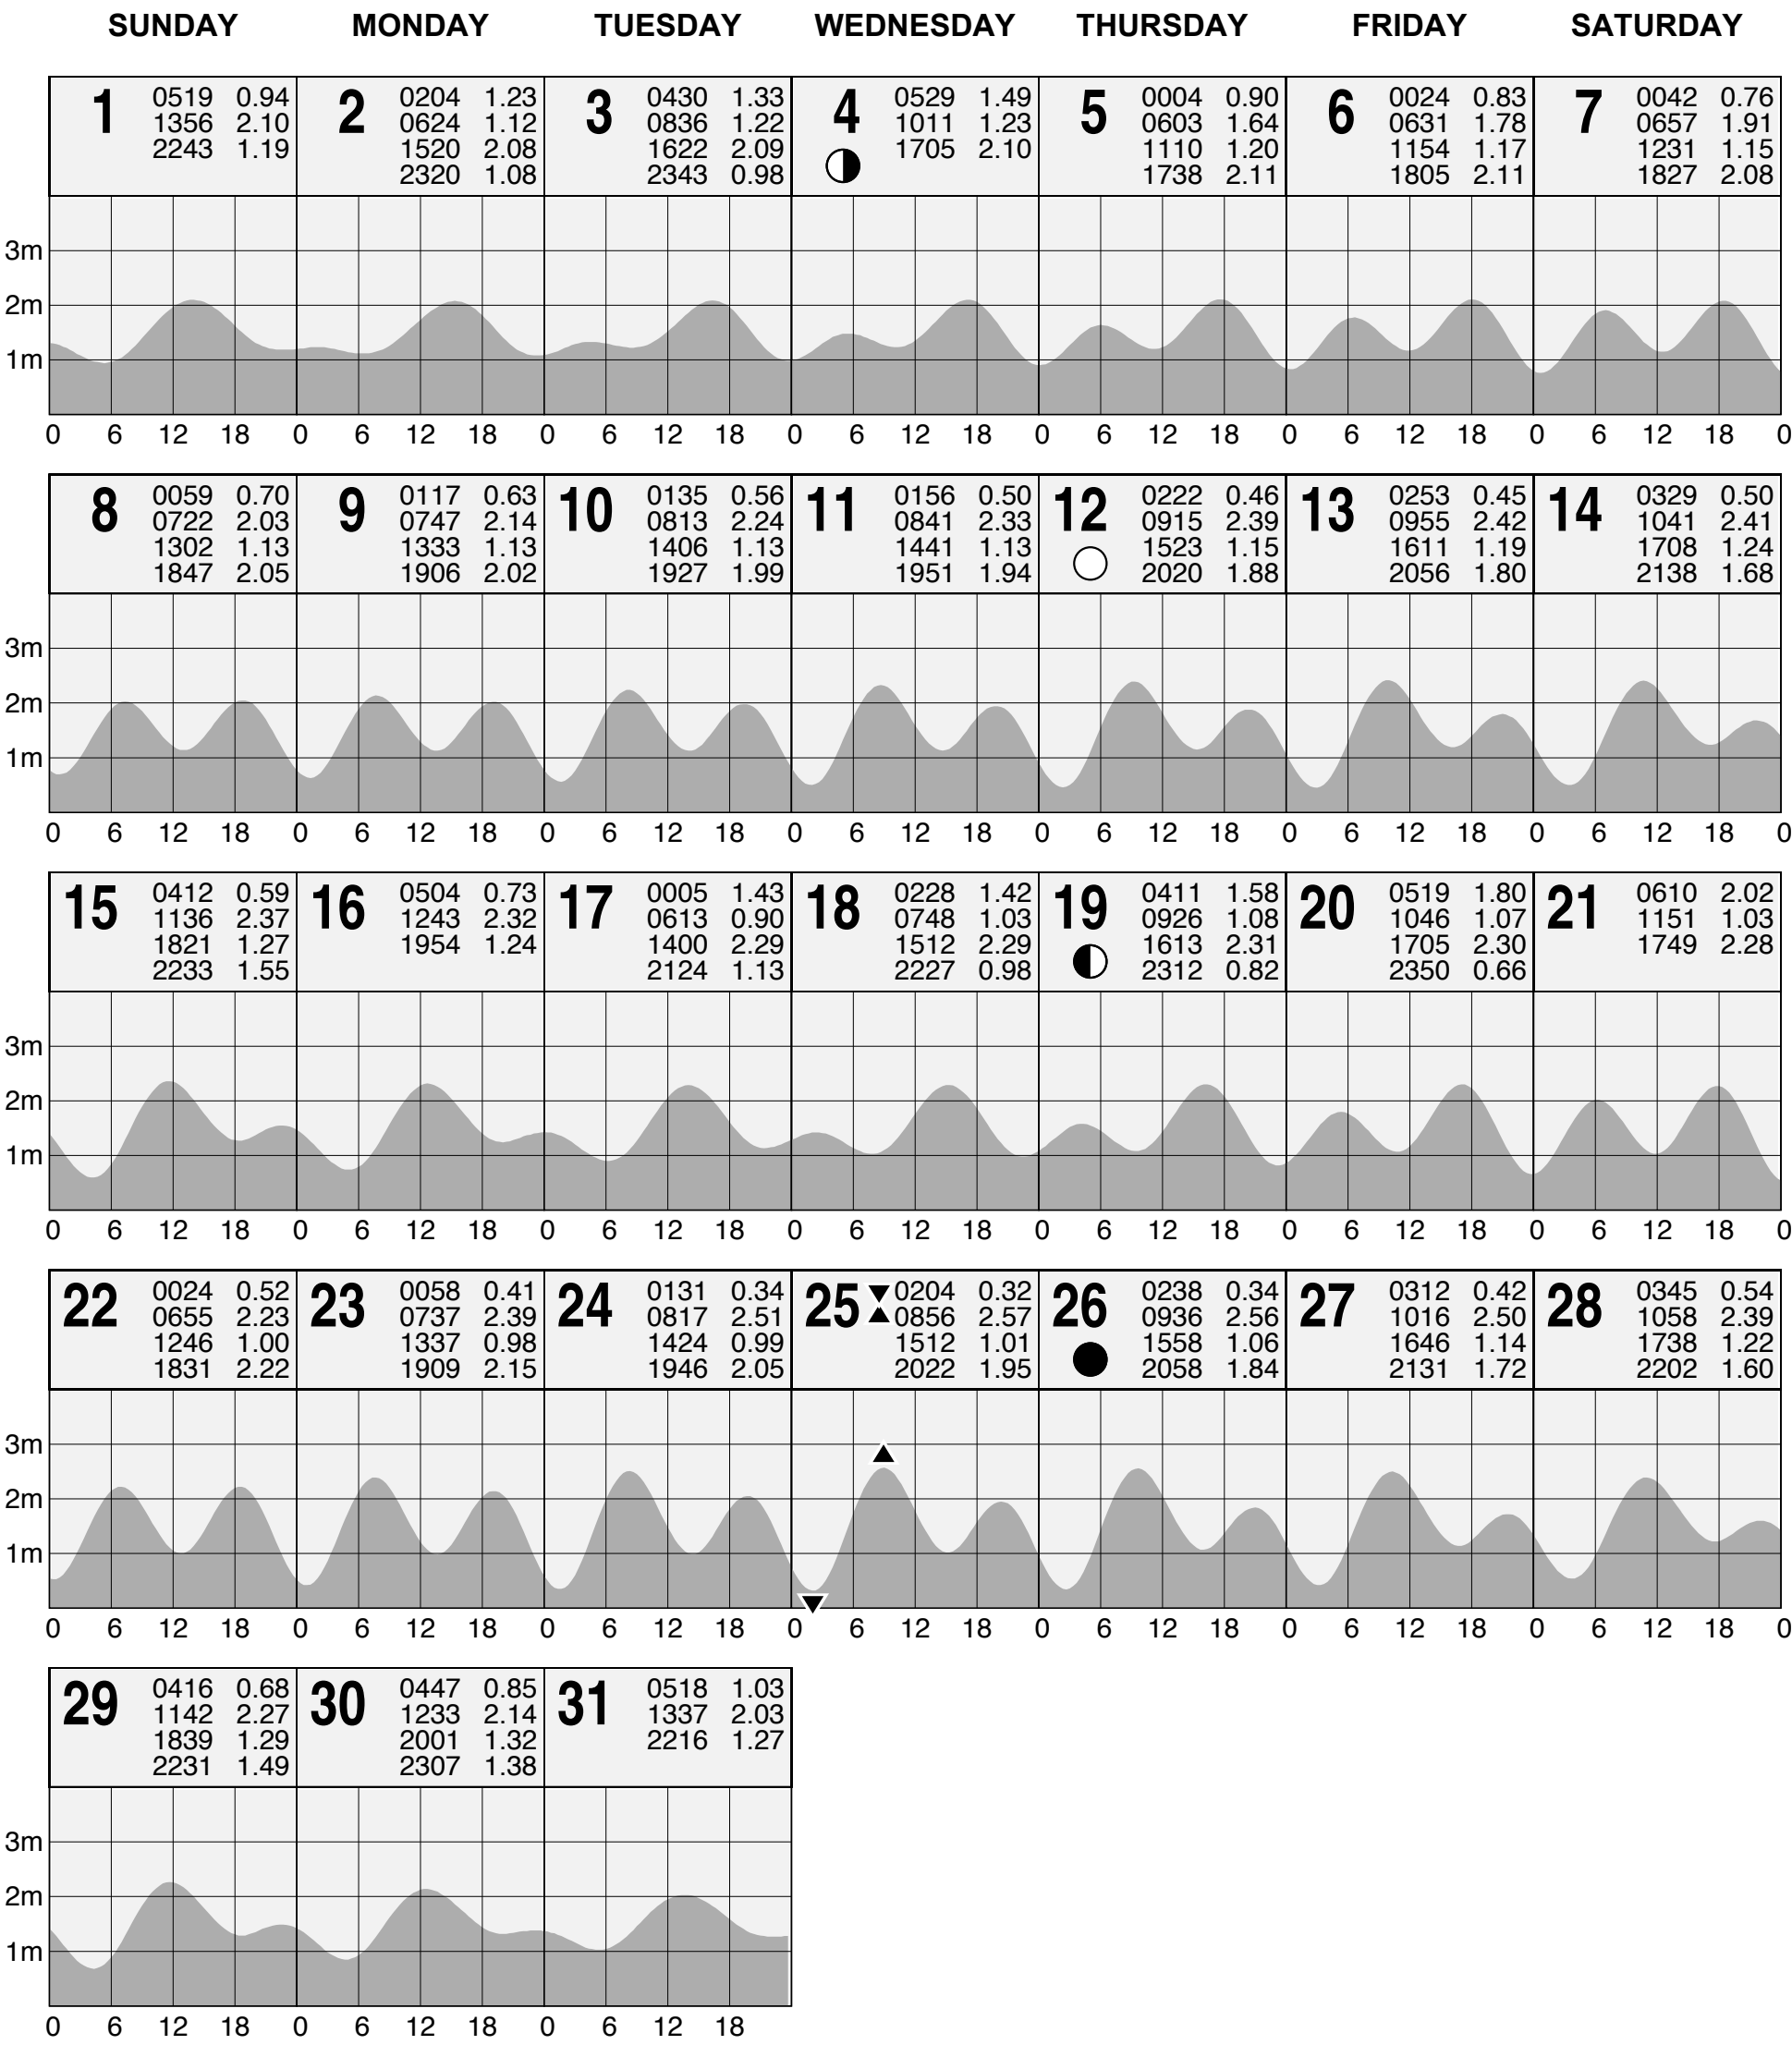 SUNDAY MONDAY TUESDAY WEDNESDAY THURSDAY FRIDAY SATURDAY
1 0519 0.94
1356 2.10
2243 1.19
2 0204 1.23
0624 1.12
1520 2.08
2320 1.08
3 0430 1.33
0836 1.22
1622 2.09
2343 0.98
4 0529 1.49
1011 1.23
1705 2.10
5 0004 0.90
0603 1.64
1110 1.20
1738 2.11
6 0024 0.83
0631 1.78
1154 1.17
1805 2.11
7 0042 0.76
0657 1.91
1231 1.15
1827 2.08
3m
2m
1m
0 6 12 18 0 6 12 18 0 6 12 18 0 6 12 18 0 6 12 18 0 6 12 18 0 6 12 18 0
8 0059 0.70
0722 2.03
1302 1.13
1847 2.05
9 0117 0.63
0747 2.14
1333 1.13
1906 2.02
10 0135 0.56
0813 2.24
1406 1.13
1927 1.99
11 0156 0.50
0841 2.33
1441 1.13
1951 1.94
12 0222 0.46
0915 2.39
1523 1.15
2020 1.88
13 0253 0.45
0955 2.42
1611 1.19
2056 1.80
14 0329 0.50
1041 2.41
1708 1.24
2138 1.68
3m
2m
1m
0 6 12 18 0 6 12 18 0 6 12 18 0 6 12 18 0 6 12 18 0 6 12 18 0 6 12 18 0
15 0412 0.59
1136 2.37
1821 1.27
2233 1.55
16 0504 0.73
1243 2.32
1954 1.24
17 0005 1.43
0613 0.90
1400 2.29
2124 1.13
18 0228 1.42
0748 1.03
1512 2.29
2227 0.98
19 0411 1.58
0926 1.08
1613 2.31
2312 0.82
20 0519 1.80
1046 1.07
1705 2.30
2350 0.66
21 0610 2.02
1151 1.03
1749 2.28
3m
2m
1m
0 6 12 18 0 6 12 18 0 6 12 18 0 6 12 18 0 6 12 18 0 6 12 18 0 6 12 18 0
22 0024 0.52
0655 2.23
1246 1.00
1831 2.22
23 0058 0.41
0737 2.39
1337 0.98
1909 2.15
24 0131 0.34
0817 2.51
1424 0.99
1946 2.05
25 0204 0.32
0856 2.57
1512 1.01
2022 1.95
26 0238 0.34
0936 2.56
1558 1.06
2058 1.84
27 0312 0.42
1016 2.50
1646 1.14
2131 1.72
28 0345 0.54
1058 2.39
1738 1.22
2202 1.60
3m
2m
1m
0 6 12 18 0 6 12 18 0 6 12 18 0 6 12 18 0 6 12 18 0 6 12 18 0 6 12 18 0
29 0416 0.68
1142 2.27
1839 1.29
2231 1.49
30 0447 0.85
1233 2.14
2001 1.32
2307 1.38
31 0518 1.03
1337 2.03
2216 1.27
3m
2m
1m
0 6 12 18 0 6 12 18 0 6 12 18